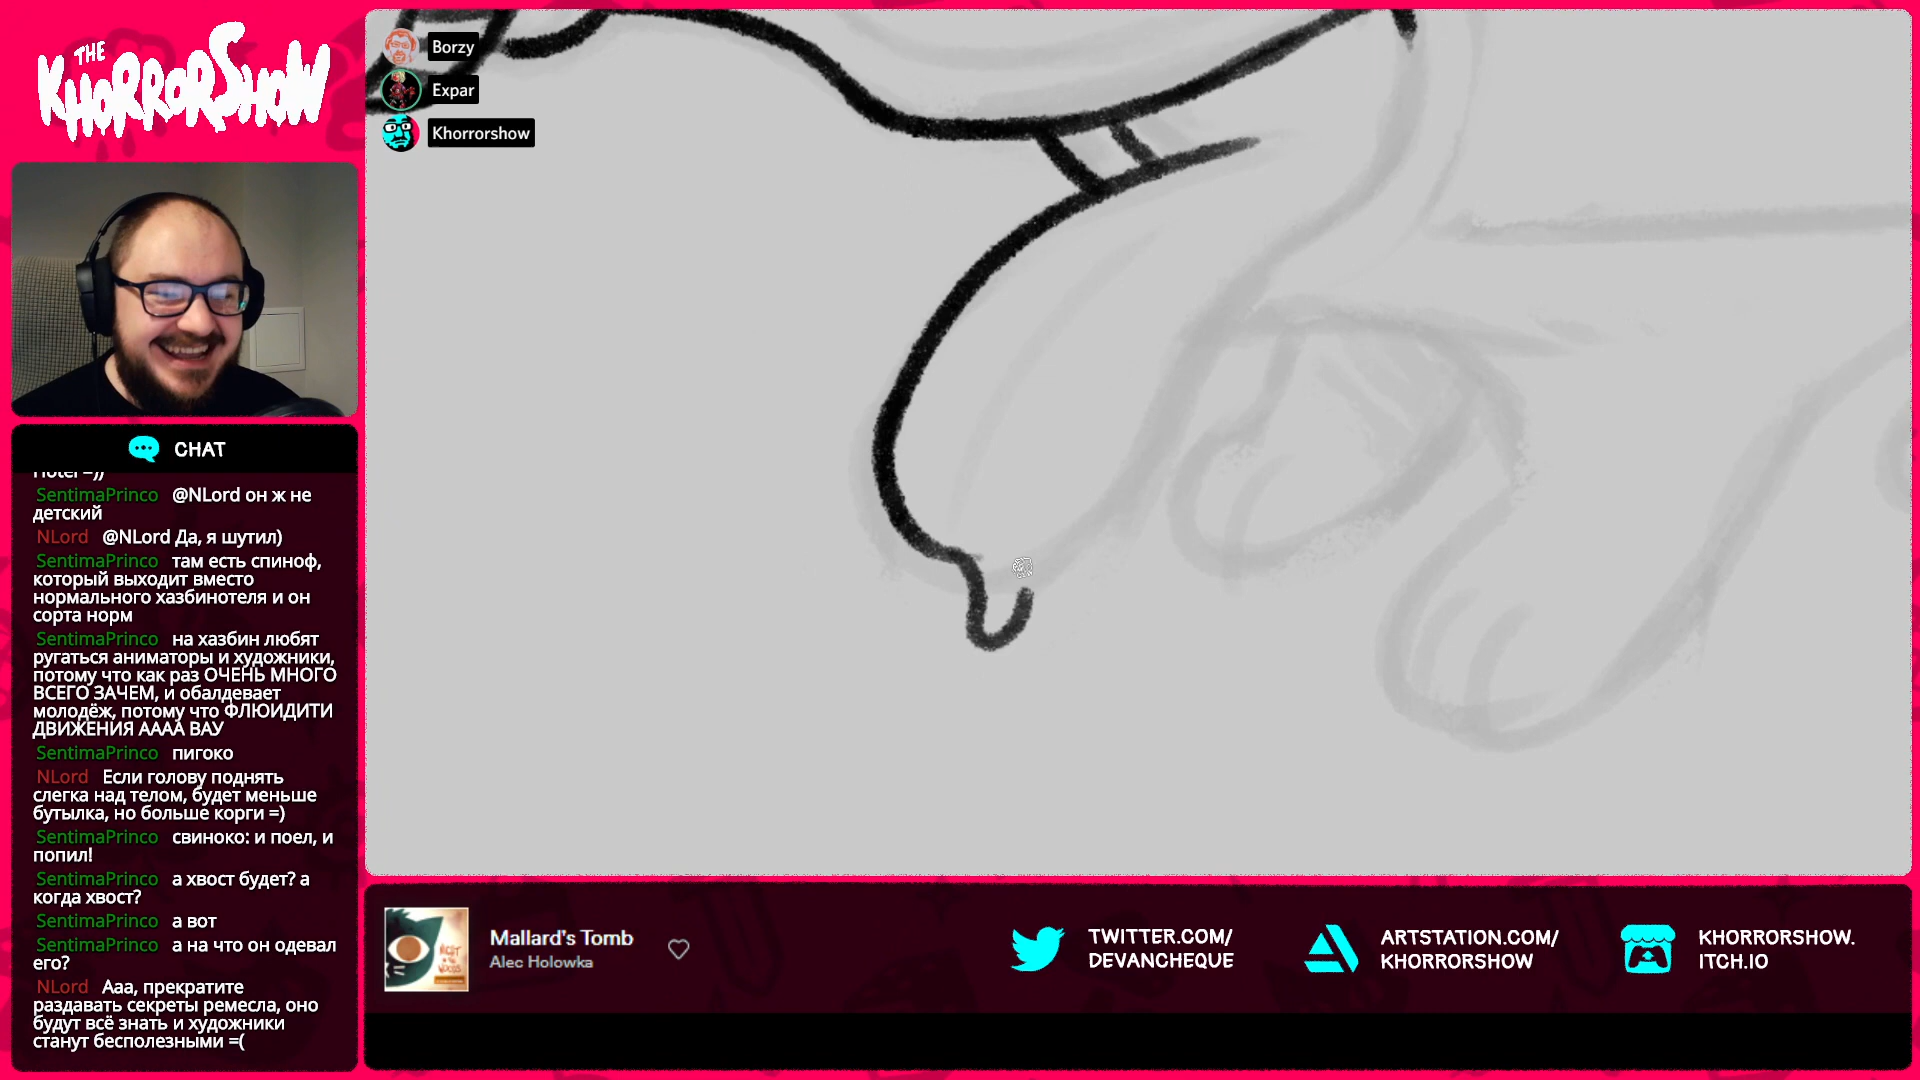 THE
KHORRORSHOW
Borzy
Expar
Khorrorshow
CHAT
Hotel =))
SentimaPrinco @NLord он ж не
детский
NLord @NLord Да, я шутил)
SentimaPrinco там есть спиноф,
который выходит вместо
нормального хазбинотеля и он
сорта норм
SentimaPrinco на хазбин любят
ругаться аниматоры и художники,
потому что как раз ОЧЕНЬ МНОГО
ВСЕГО ЗАЧЕМ, и обалдевает
молодёж, потому что ФЛЮИДИТИ
ДВИЖЕНИЯ АААА ВАУ
SentimaPrinco пигоко
NLord Если голову поднять
слегка над телом, будет меньше
бутылка, но больше корги =)
SentimaPrinco свиноко: и поел, и
попил!
SentimaPrinco а хвост будет? а
когда хвост?
SentimaPrinco а вот
SentimaPrinco а на что он одевал
его?
NLord Ааа, прекратите
раздавать секреты ремесла, оно
будут всё знать и художники
станут бесполезными =(
NIGHT
IN THE
WOODS
Mallard's Tomb
Alec Holowka
TWITTER.COM/
DEVANCHEQUE
ARTSTATION.COM/
KHORRORSHOW
KHORRORSHOW.
ITCH.IO